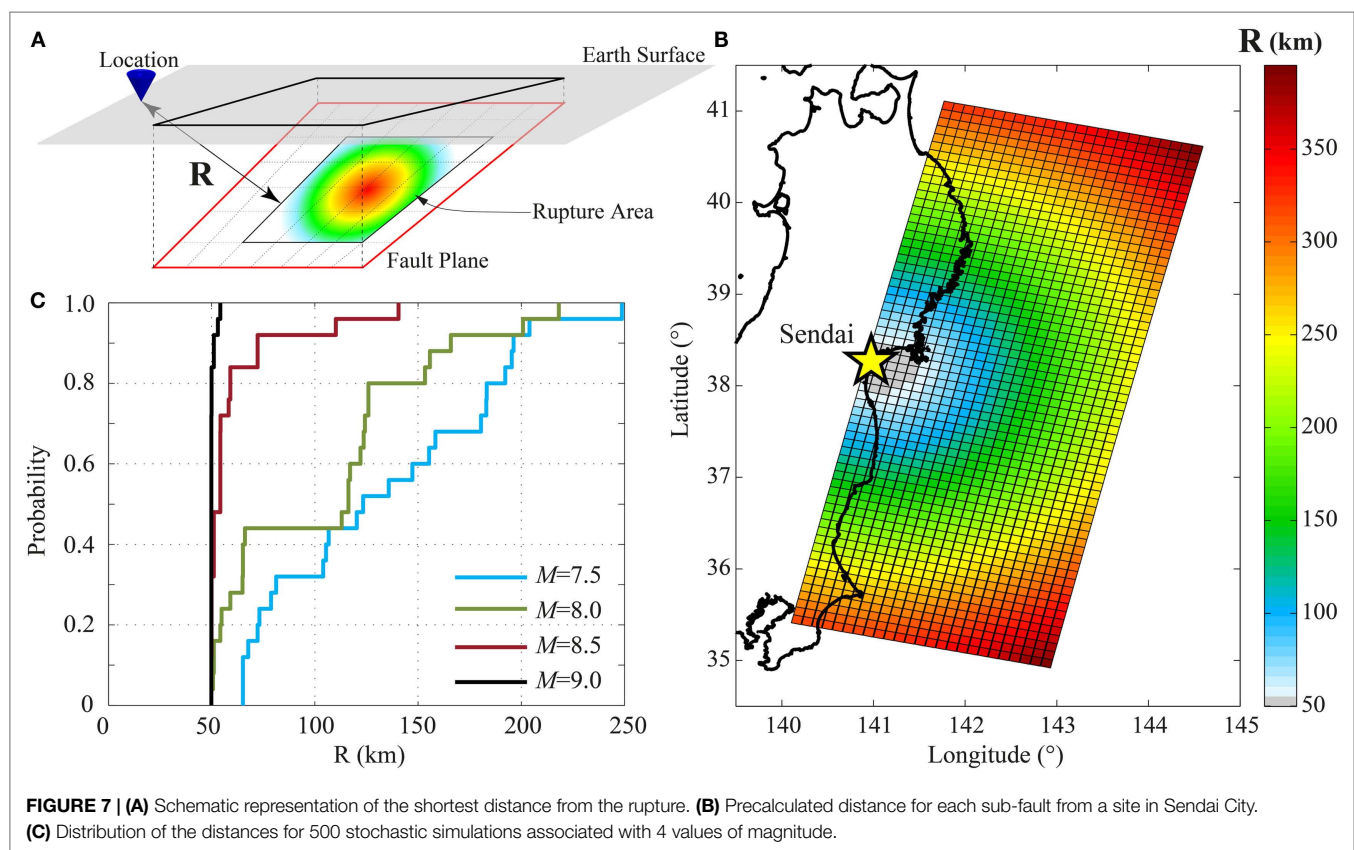 A
Location
Earth Surface
R
Rupture Area
Fault Plane
B
R (km)
41
40
39
38
37
36
35
Latitude (°)
Sendai
140
141
142
143
144
145
Longitude (°)
350
300
250
200
150
100
50
C
1.0
0.8
0.6
0.4
0.2
0
Probability
M=7.5
M=8.0
M=8.5
M=9.0
0
50
100
150
200
250
R (km)
FIGURE 7 | (A) Schematic representation of the shortest distance from the rupture. (B) Precalculated distance for each sub-fault from a site in Sendai City.
(C) Distribution of the distances for 500 stochastic simulations associated with 4 values of magnitude.